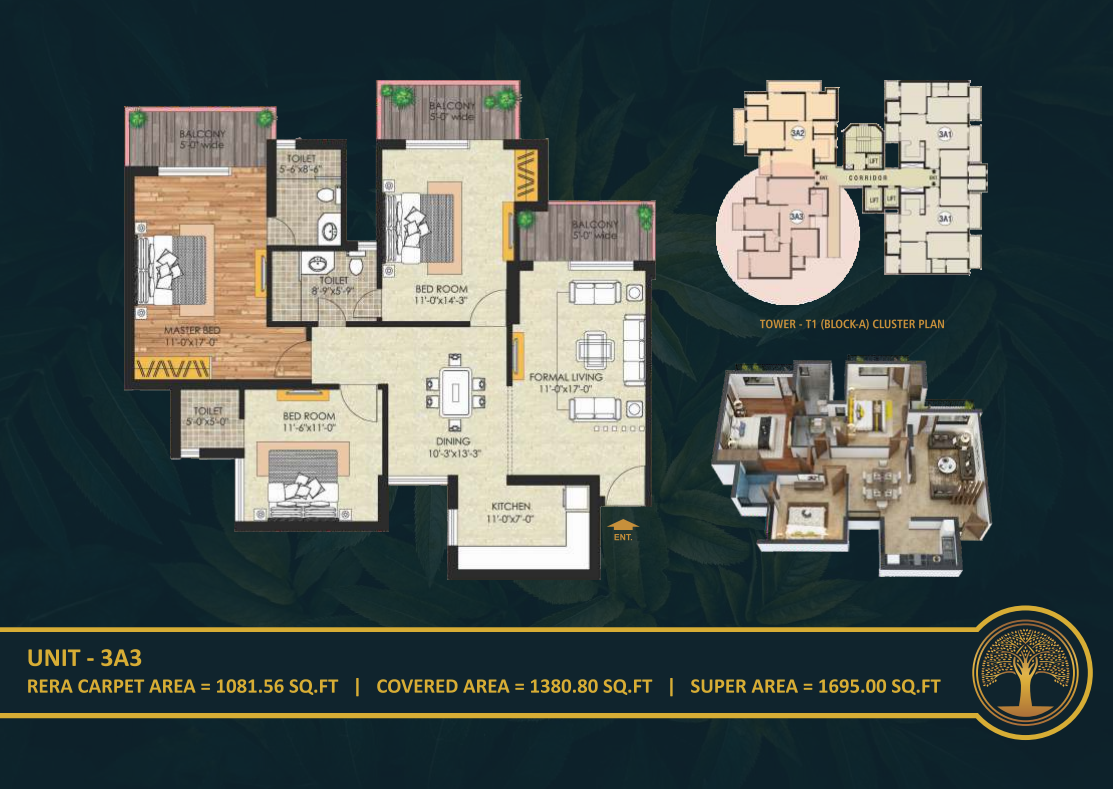 BALCONY
5'-0" wide
BALCONY
5'-0" wide
TOILET
5'-6"x8'-6"
BALCONY
5'-0" wide
TOILET
8'-9"x5'-9"
BED ROOM
11'-0"x14'-3"
MASTER BED
11'-0"x17'-0"
FORMAL LIVING
11'-0"x17'-0"
TOILET
5'-0"x5'-0"
BED ROOM
11'-6"x11'-0"
DINING
10'-3"x13'-3"
KITCHEN
11'-0"x7'-0"
ENT.
3A2
3A1
LIFT
ENT.
CORRIDOR
ENT.
LIFT
LIFT
3A3
3A1
TOWER - T1 (BLOCK-A) CLUSTER PLAN
UNIT - 3A3
RERA CARPET AREA = 1081.56 SQ.FT | COVERED AREA = 1380.80 SQ.FT | SUPER AREA = 1695.00 SQ.FT